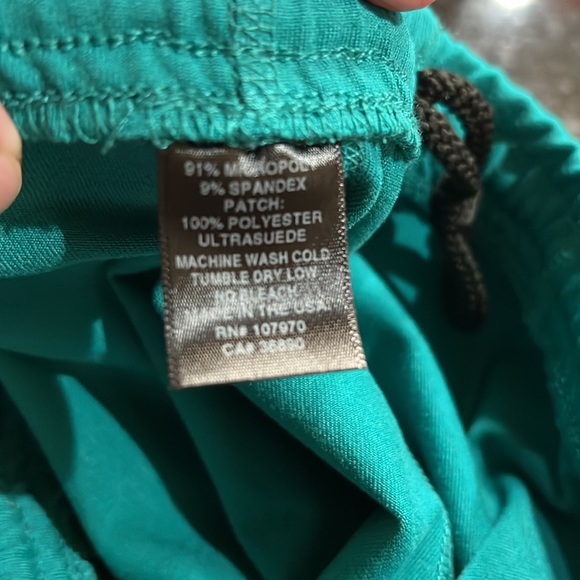 91% MICROPOLY
9% SPANDEX
PATCH:
100% POLYESTER
ULTRASUEDE
MACHINE WASH COLD
TUMBLE DRY LOW
NO BLEACH
MADE IN THE USA
RN# 107970
CA# 36890